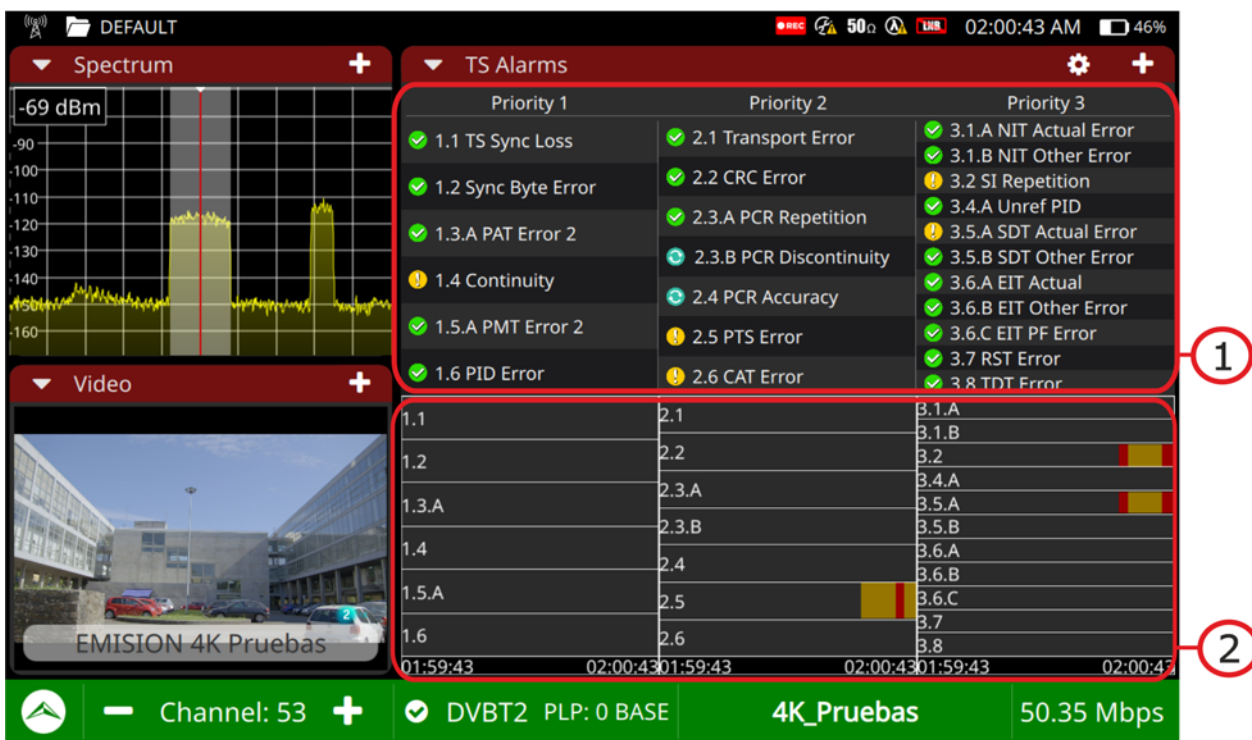 DEFAULT
REC 50Ω LNB 02:00:43 AM 46%
Spectrum
-69 dBm
-90
-100
-110
-120
-130
-140
-150
-160
Video
2
EMISION 4K Pruebas
TS Alarms
Priority 1
1.1 TS Sync Loss
1.2 Sync Byte Error
1.3.A PAT Error 2
1.4 Continuity
1.5.A PMT Error 2
1.6 PID Error
Priority 2
2.1 Transport Error
2.2 CRC Error
2.3.A PCR Repetition
2.3.B PCR Discontinuity
2.4 PCR Accuracy
2.5 PTS Error
2.6 CAT Error
Priority 3
3.1.A NIT Actual Error
3.1.B NIT Other Error
3.2 SI Repetition
3.4.A Unref PID
3.5.A SDT Actual Error
3.5.B SDT Other Error
3.6.A EIT Actual
3.6.B EIT Other Error
3.6.C EIT PF Error
3.7 RST Error
3.8 TDT Error
1
1.1
1.2
1.3.A
1.4
1.5.A
1.6
01:59:43 02:00:43
2.1
2.2
2.3.A
2.3.B
2.4
2.5
2.6
01:59:43 02:00:43
3.1.A
3.1.B
3.2
3.4.A
3.5.A
3.5.B
3.6.A
3.6.B
3.6.C
3.7
3.8
01:59:43 02:00:43
2
Channel: 53
DVBT2 PLP: 0 BASE
4K_Pruebas
50.35 Mbps